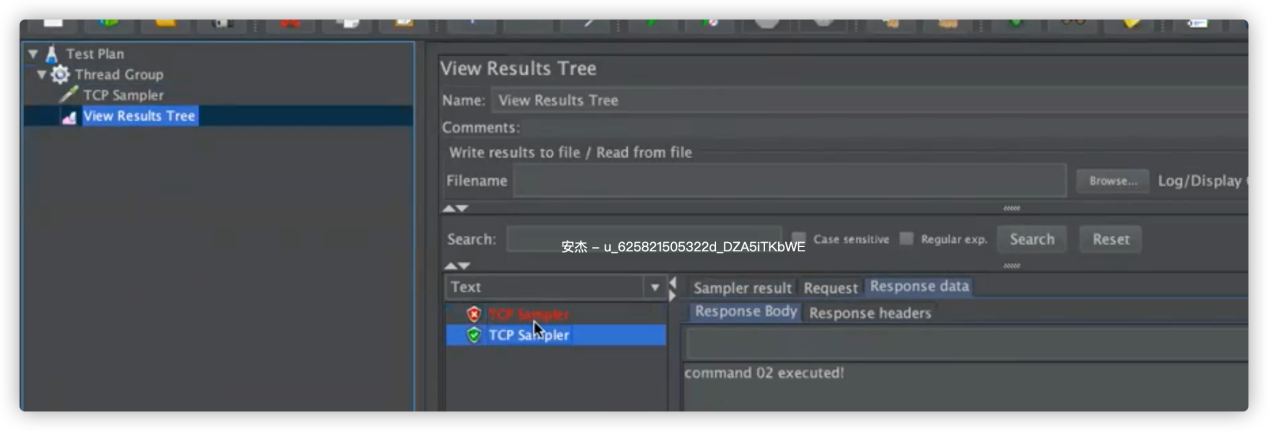 Test Plan
Thread Group
TCP Sampler
View Results Tree
View Results Tree
Name: View Results Tree
Comments:
Write results to file / Read from file
Filename
Browse...
Log/Display
Search:
Case sensitive
Regular exp.
Search
Reset
安杰 - u_625821505322d_DZA5iTKbWE
Text
Sampler result
Request
Response data
TCP Sampler
Response Body
Response headers
TCP Sampler
command 02 executed!